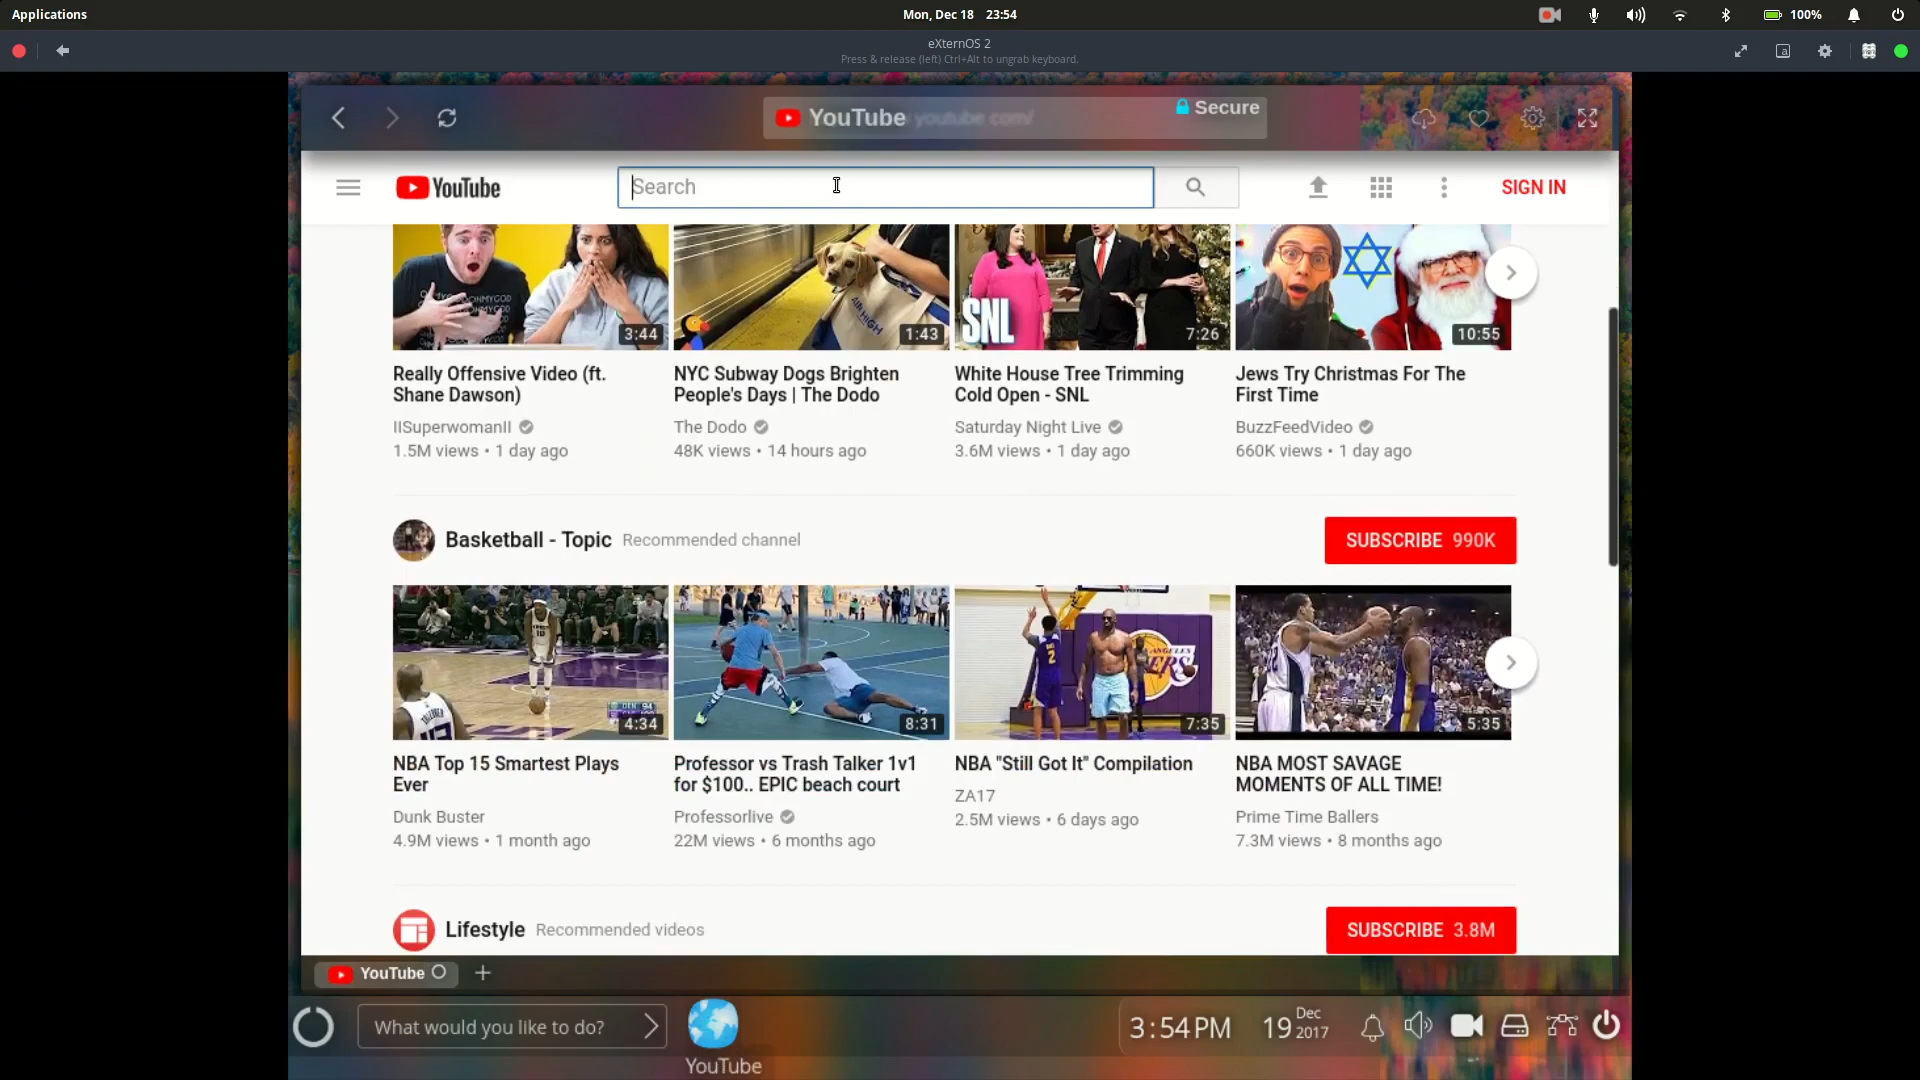 Applications
Mon, Dec 18 23:54
100%
eXternOS 2
Press & release (left) Ctrl+Alt to ungrab keyboard.
YouTube youtube.com/
Secure
YouTube
Search
SIGN IN
SNL
3:44
1:43
7:26
10:55
Really Offensive Video (ft. Shane Dawson)
IISuperwomanII
1.5M views • 1 day ago
NYC Subway Dogs Brighten People's Days | The Dodo
The Dodo
48K views • 14 hours ago
White House Tree Trimming Cold Open - SNL
Saturday Night Live
3.6M views • 1 day ago
Jews Try Christmas For The First Time
BuzzFeedVideo
660K views • 1 day ago
Basketball - Topic Recommended channel
SUBSCRIBE 990K
4:34
8:31
7:35
5:35
NBA Top 15 Smartest Plays Ever
Dunk Buster
4.9M views • 1 month ago
Professor vs Trash Talker 1v1 for $100.. EPIC beach court
Professorlive
22M views • 6 months ago
NBA "Still Got It" Compilation
ZA17
2.5M views • 6 days ago
NBA MOST SAVAGE MOMENTS OF ALL TIME!
Prime Time Ballers
7.3M views • 8 months ago
Lifestyle Recommended videos
SUBSCRIBE 3.8M
YouTube
What would you like to do?
YouTube
3:54PM
19 Dec 2017